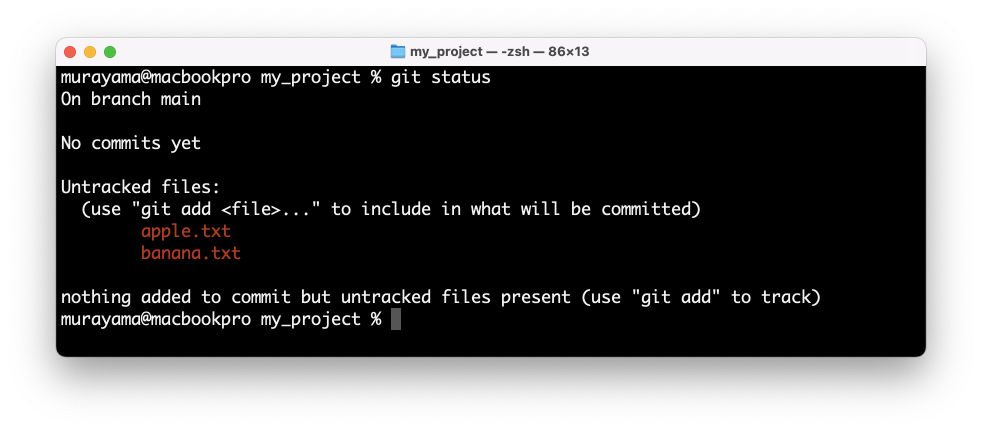 my_project — -zsh — 86×13
murayama@macbookpro my_project % git status
On branch main
No commits yet
Untracked files:
(use "git add <file>..." to include in what will be committed)
apple.txt
banana.txt
nothing added to commit but untracked files present (use "git add" to track)
murayama@macbookpro my_project %